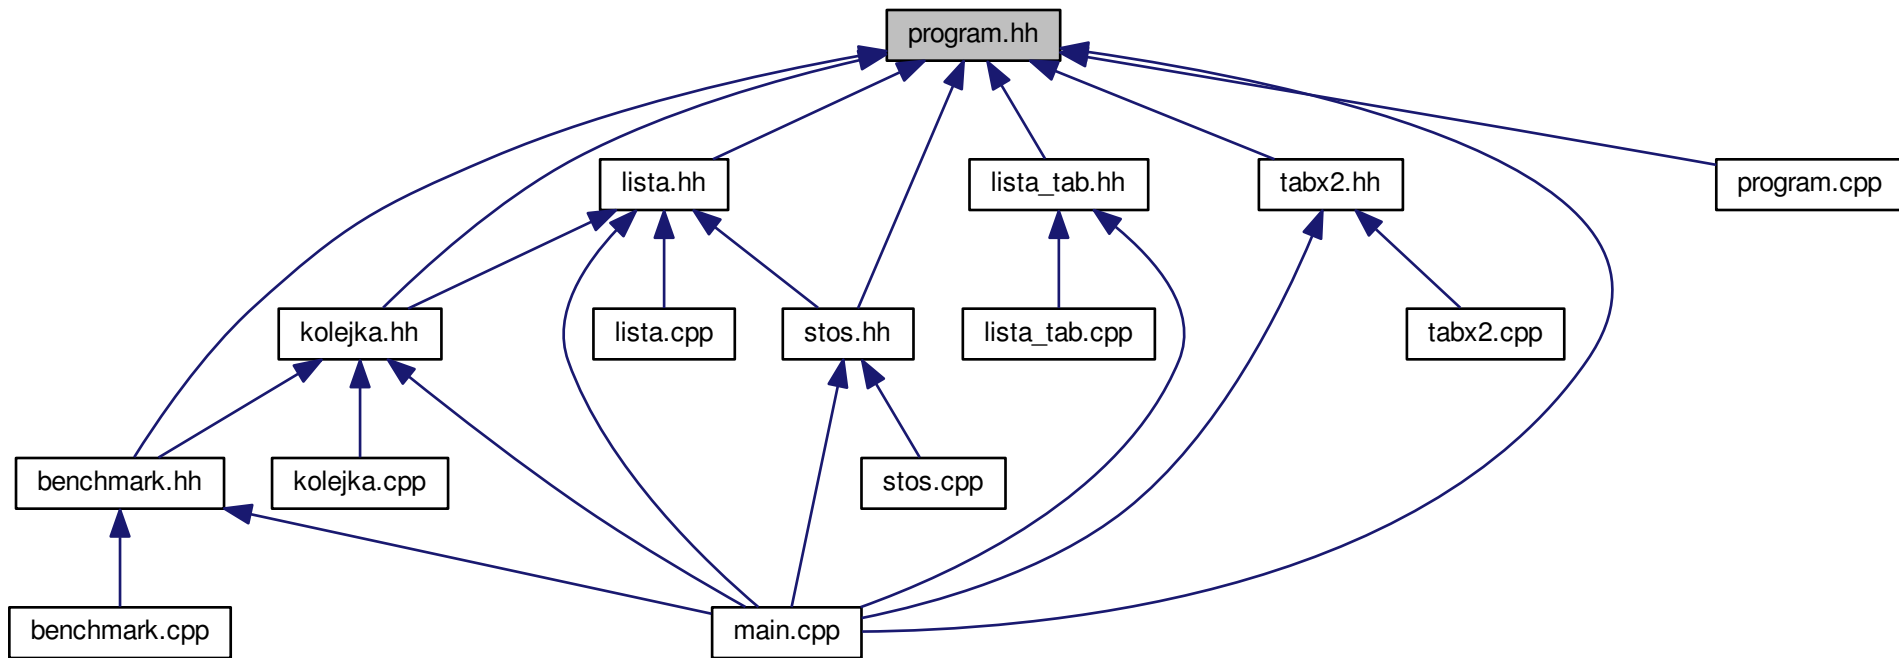 program.hh
lista.hh
lista_tab.hh
tabx2.hh
program.cpp
kolejka.hh
lista.cpp
stos.hh
lista_tab.cpp
tabx2.cpp
benchmark.hh
kolejka.cpp
stos.cpp
benchmark.cpp
main.cpp